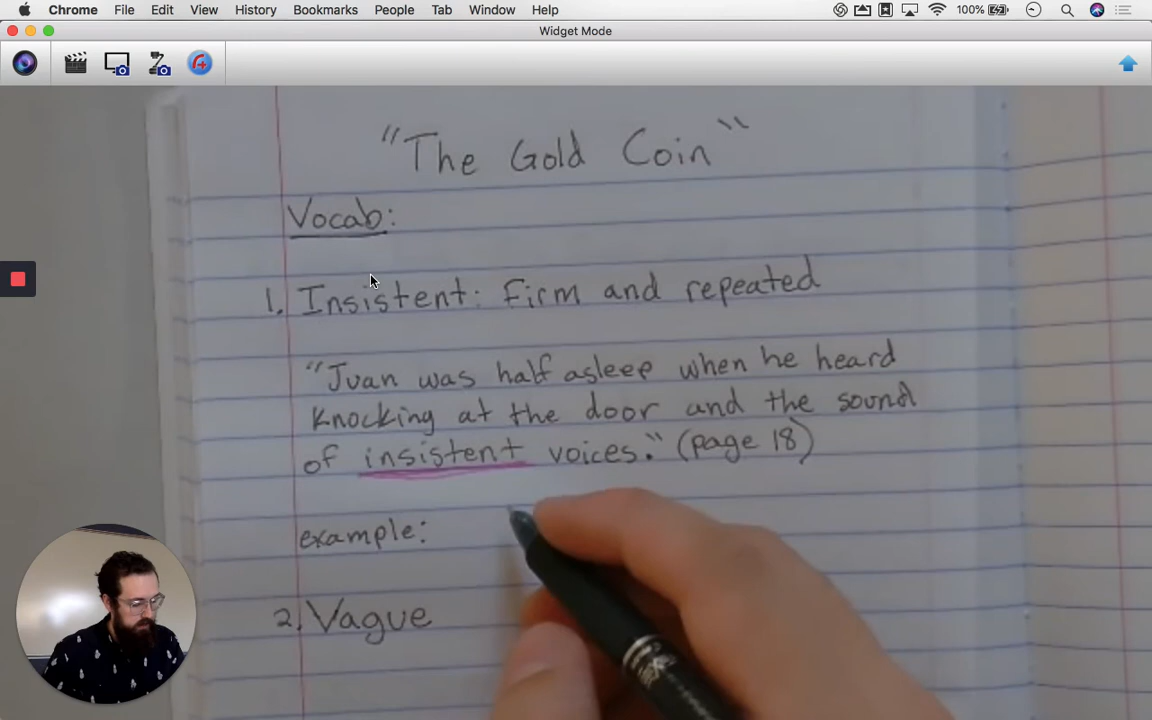 Chrome File Edit View History Bookmarks People Tab Window Help 100%
Widget Mode
"The Gold Coin"
Vocab:
1. Insistent: Firm and repeated
"Juan was half asleep when he heard
knocking at the door and the sound
of insistent voices." (page 18)
example:
2. Vague